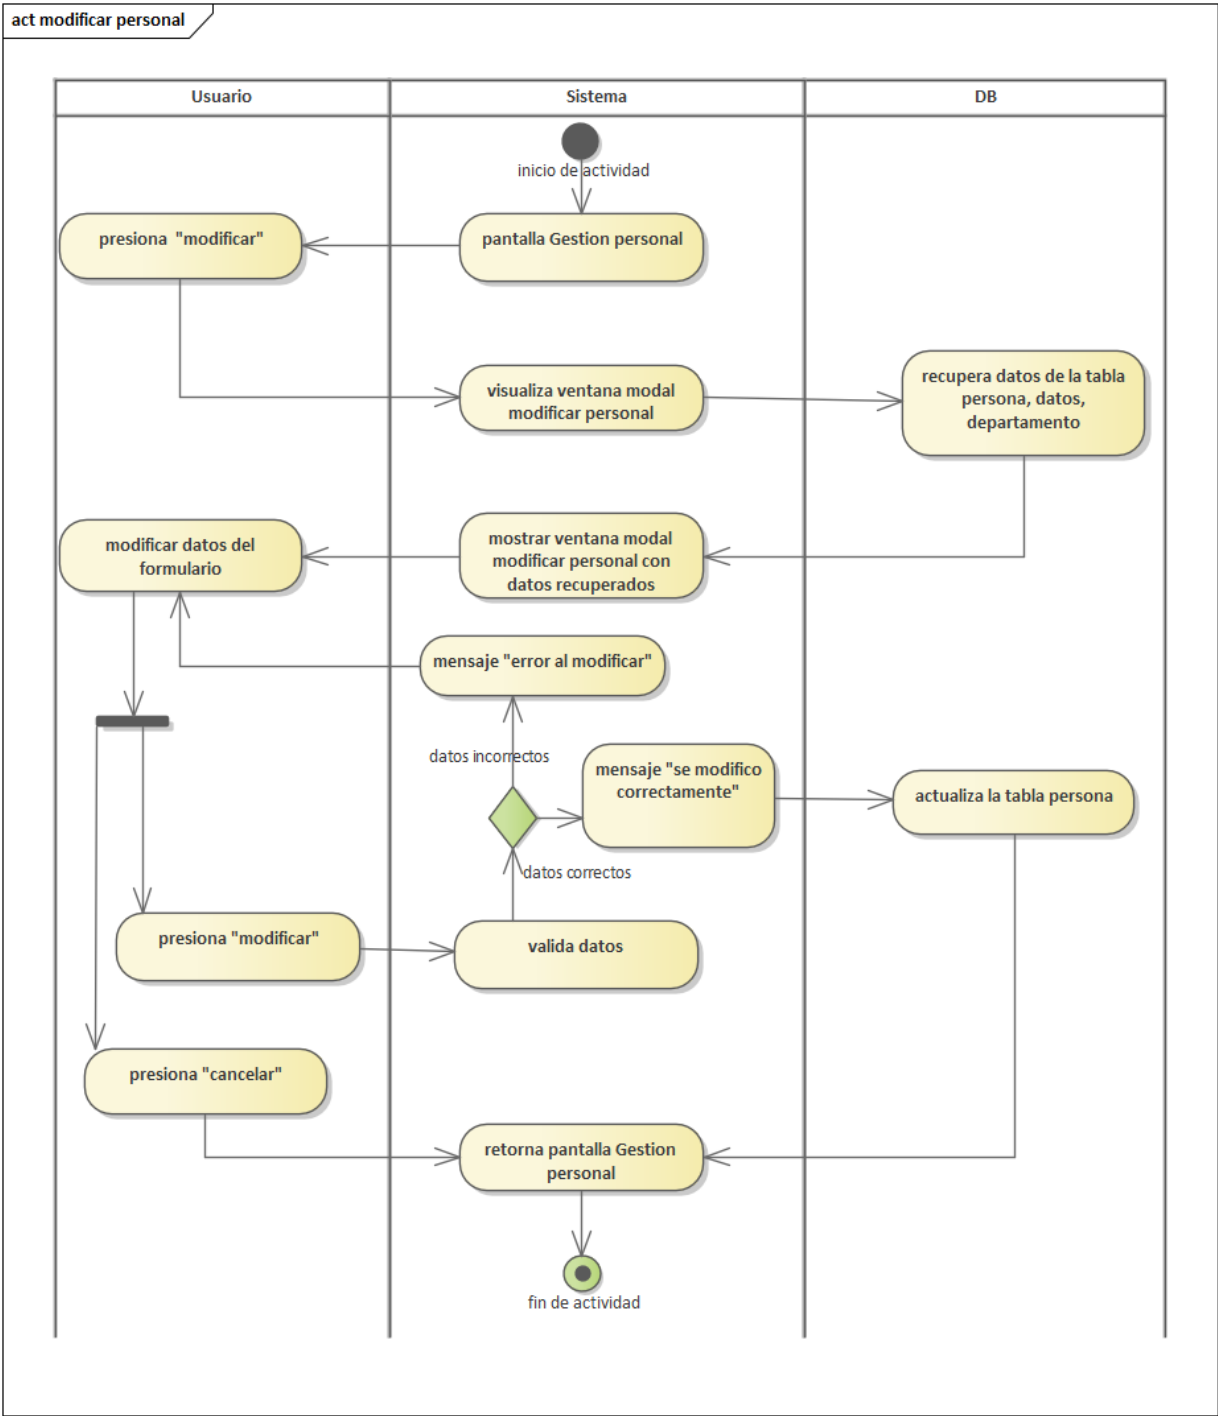 act modificar personal
Usuario
Sistema
DB
inicio de actividad
presiona "modificar"
pantalla Gestion personal
visualiza ventana modal
modificar personal
recupera datos de la tabla
persona, datos,
departamento
modificar datos del
formulario
mostrar ventana modal
modificar personal con
datos recuperados
mensaje "error al modificar"
datos incorrectos
mensaje "se modifico
correctamente"
actualiza la tabla persona
datos correctos
presiona "modificar"
valida datos
presiona "cancelar"
retorna pantalla Gestion
personal
fin de actividad